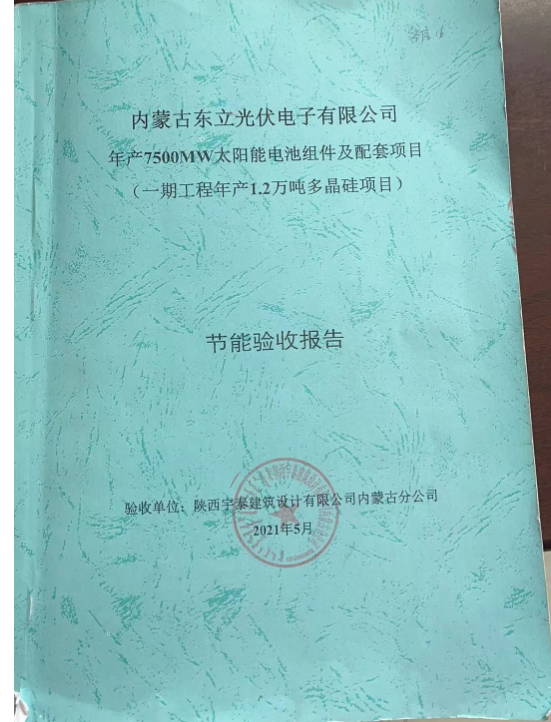 内蒙古东立光伏电子有限公司
年产7500MW太阳能电池组件及配套项目
（一期工程年产1.2万吨多晶硅项目）
节能验收报告
验收单位：陕西宇泰建筑设计有限公司内蒙古分公司
2021年5月